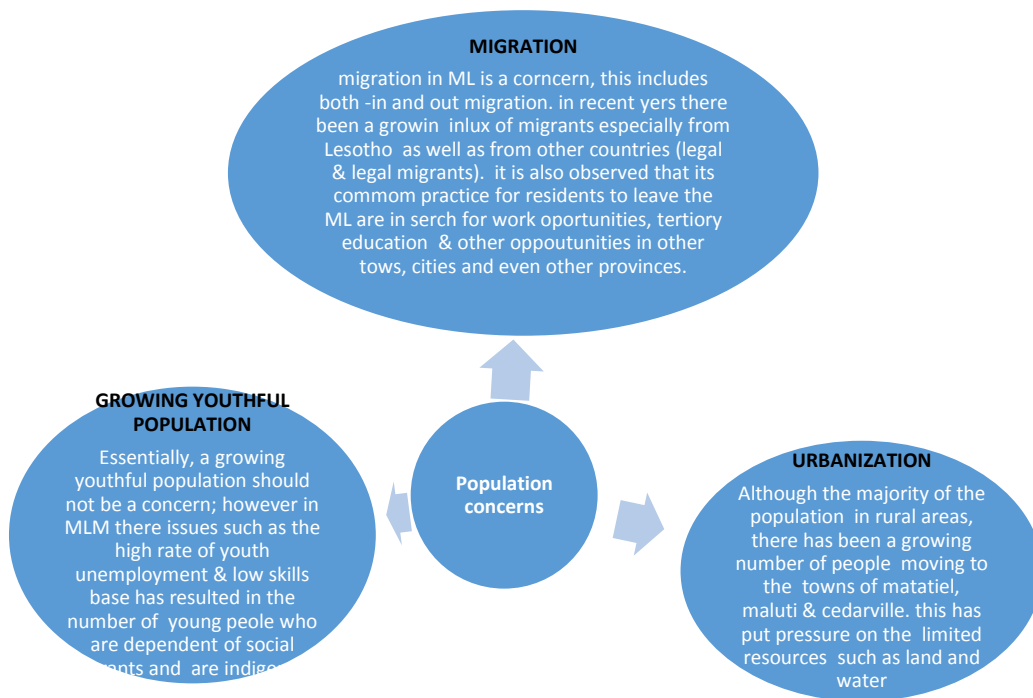 MIGRATION
migration in ML is a corncern, this includes
both -in and out migration. in recent yers there
been a growin inlux of migrants especially from
Lesotho as well as from other countries (legal
& legal migrants). it is also observed that its
commom practice for residents to leave the
ML are in serch for work oportunities, tertiory
education & other oppoutunities in other
tows, cities and even other provinces.
GROWING YOUTHFUL
POPULATION
Essentially, a growing
youthful population should
not be a concern; however in
MLM there issues such as the
high rate of youth
unemployment & low skills
base has resulted in the
number of young peole who
are dependent of social
and are
Population
concerns
URBANIZATION
Although the majority of the
population in rural areas,
there has been a growing
number of people moving to
the towns of matatiel,
maluti & cedarville. this has
put pressure on the limited
resources such as land and
water